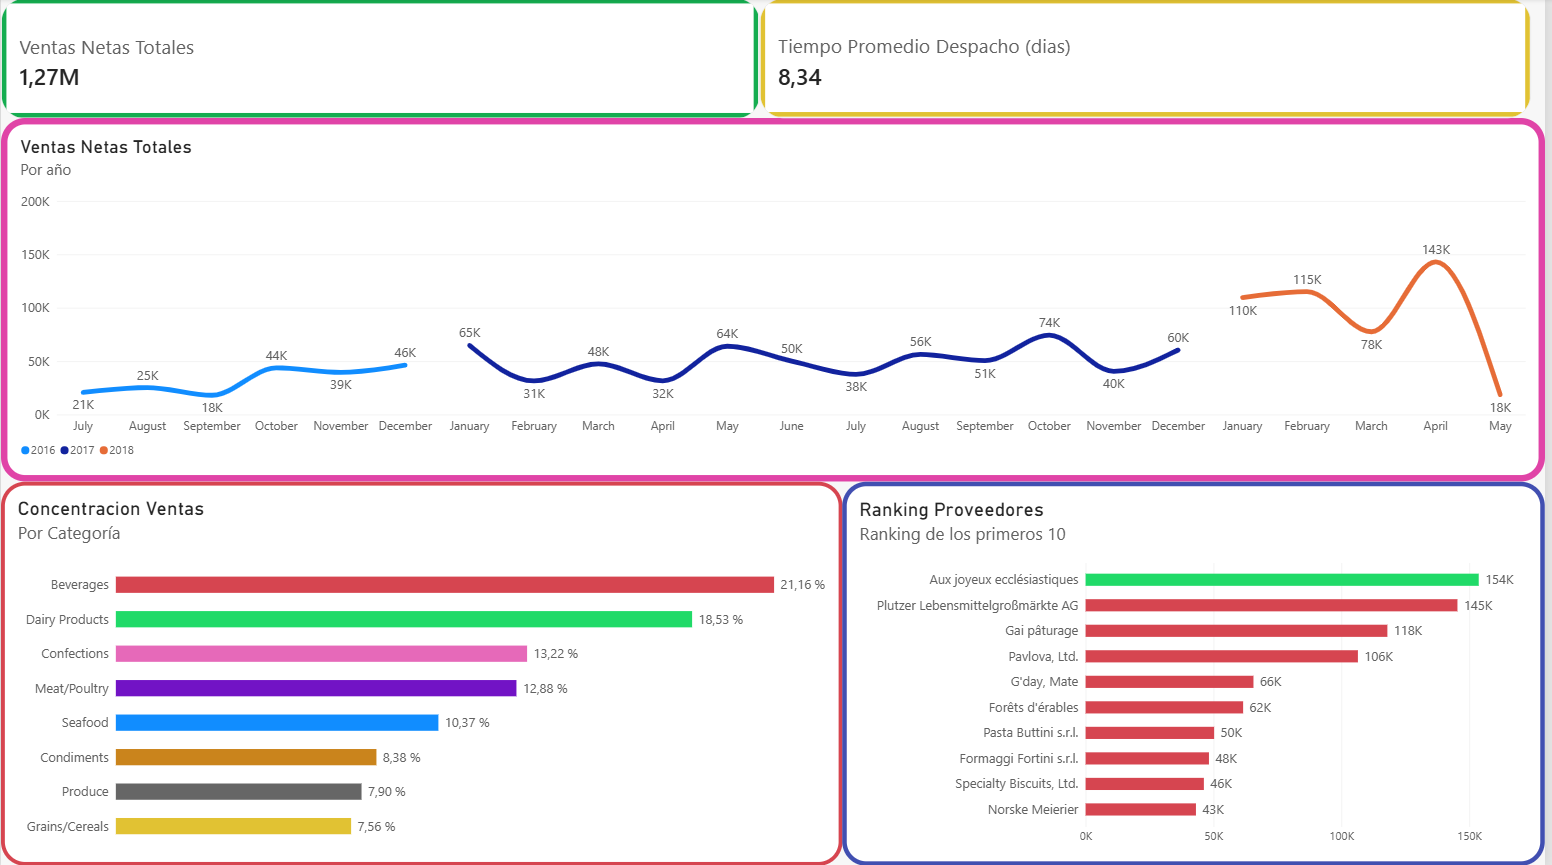 Ventas Netas Totales
1,27M
Tiempo Promedio Despacho (dias)
8,34
Ventas Netas Totales
Por año
200K
150K
100K
50K
0K
21K
25K
18K
44K
39K
46K
65K
31K
48K
32K
64K
50K
38K
56K
51K
74K
40K
60K
110K
115K
78K
143K
18K
July August September October November December January February March April May June July August September October November December January February March April May
2016 2017 2018
Concentracion Ventas
Por Categoría
Beverages 21,16 %
Dairy Products 18,53 %
Confections 13,22 %
Meat/Poultry 12,88 %
Seafood 10,37 %
Condiments 8,38 %
Produce 7,90 %
Grains/Cereals 7,56 %
Ranking Proveedores
Ranking de los primeros 10
Aux joyeux ecclésiastiques 154K
Plutzer Lebensmittelgroßmärkte AG 145K
Gai pâturage 118K
Pavlova, Ltd. 106K
G'day, Mate 66K
Forêts d'érables 62K
Pasta Buttini s.r.l. 50K
Formaggi Fortini s.r.l. 48K
Specialty Biscuits, Ltd. 46K
Norske Meierier 43K
0K 50K 100K 150K